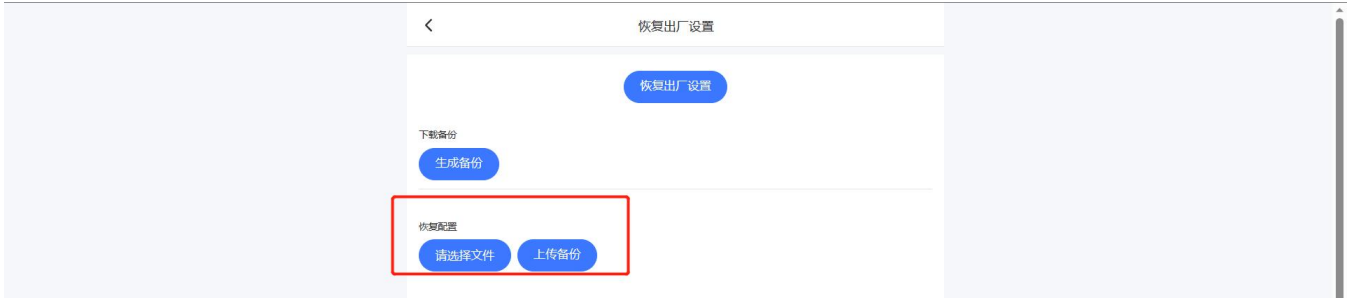 恢复出厂设置
恢复出厂设置
下载备份
生成备份
恢复配置
请选择文件 上传备份